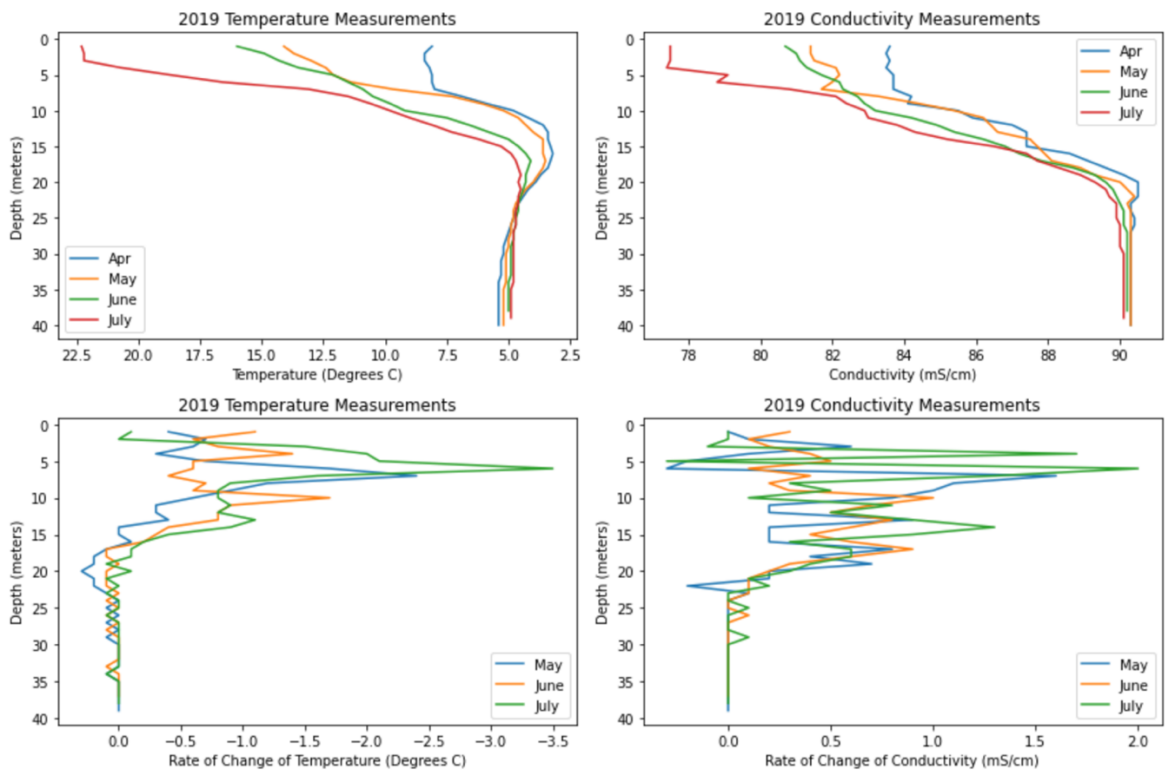 2019 Temperature Measurements
0
5
10
15
20
25
30
35
40
Depth (meters)
Apr
May
June
July
22.5 20.0 17.5 15.0 12.5 10.0 7.5 5.0 2.5
Temperature (Degrees C)
2019 Conductivity Measurements
0
5
10
15
20
25
30
35
40
Depth (meters)
Apr
May
June
July
78 80 82 84 86 88 90
Conductivity (mS/cm)
2019 Temperature Measurements
0
5
10
15
20
25
30
35
40
Depth (meters)
May
June
July
0.0 −0.5 −1.0 −1.5 −2.0 −2.5 −3.0 −3.5
Rate of Change of Temperature (Degrees C)
2019 Conductivity Measurements
0
5
10
15
20
25
30
35
40
Depth (meters)
May
June
July
0.0 0.5 1.0 1.5 2.0
Rate of Change of Conductivity (mS/cm)